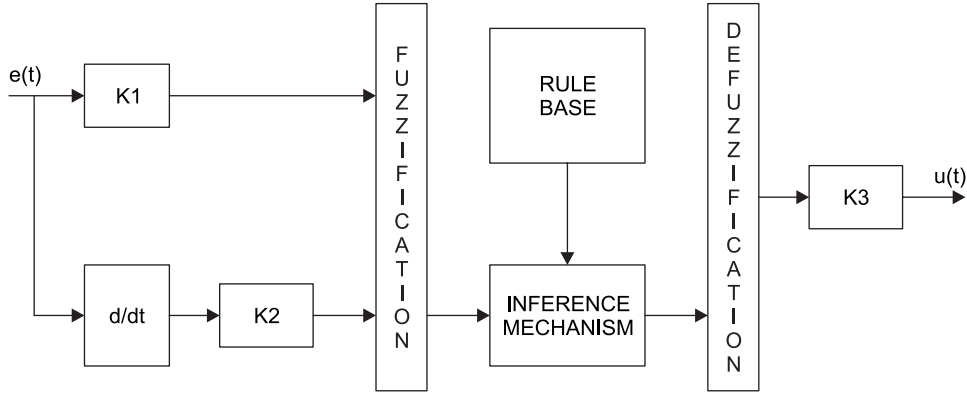 e(t)
K1
d/dt
K2
FUZZIFICATION
RULE
BASE
INFERENCE
MECHANISM
DEFUZZIFICATION
K3
u(t)